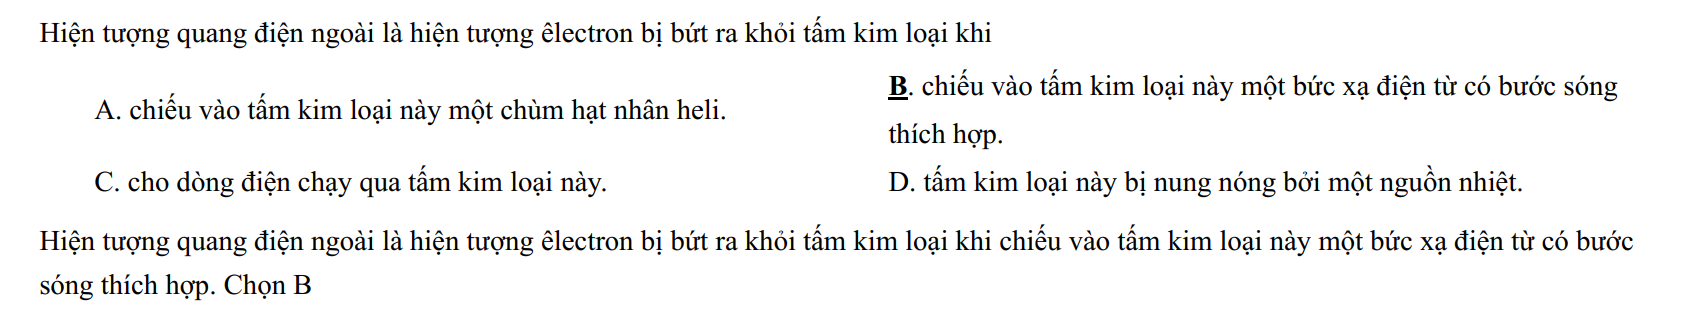 Hiện tượng quang điện ngoài là hiện tượng êlectron bị bứt ra khỏi tấm kim loại khi
A. chiếu vào tấm kim loại này một chùm hạt nhân heli.
B. chiếu vào tấm kim loại này một bức xạ điện từ có bước sóng
thích hợp.
C. cho dòng điện chạy qua tấm kim loại này.
D. tấm kim loại này bị nung nóng bởi một nguồn nhiệt.
Hiện tượng quang điện ngoài là hiện tượng êlectron bị bứt ra khỏi tấm kim loại khi chiếu vào tấm kim loại này một bức xạ điện từ có bước
sóng thích hợp. Chọn B